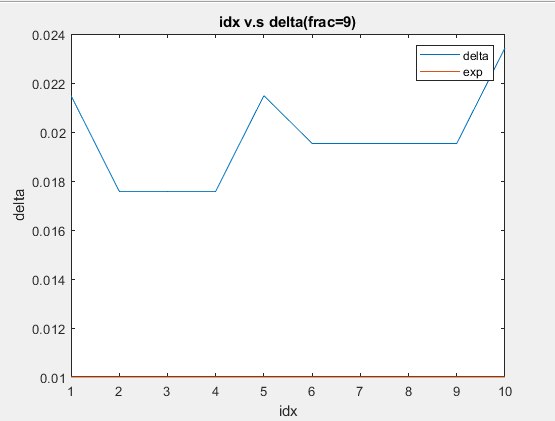 idx v.s delta(frac=9)
0.024
delta
exp
0.022
0.02
0.018
delta
0.016
0.014
0.012
0.01
1 2 3 4 5 6 7 8 9 10
idx